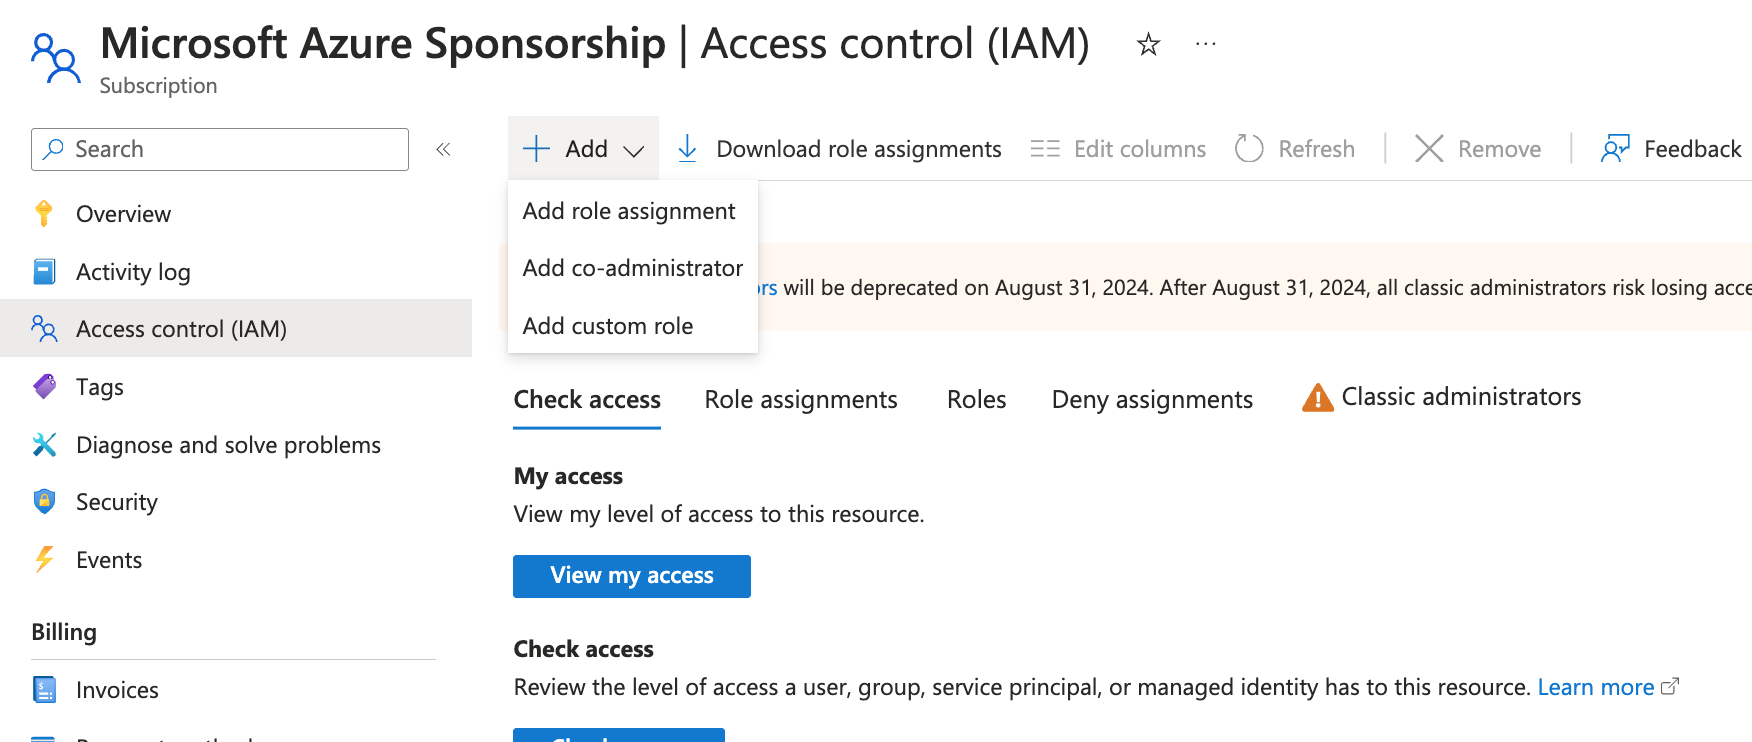 Microsoft Azure Sponsorship | Access control (IAM)
Subscription
Search
Add
Download role assignments
Edit columns
Refresh
Remove
Feedback
Overview
Activity log
Access control (IAM)
Tags
Diagnose and solve problems
Security
Events
Billing
Invoices
Add role assignment
Add co-administrator
Add custom role
will be deprecated on August 31, 2024. After August 31, 2024, all classic administrators risk losing
Check access
Role assignments
Roles
Deny assignments
Classic administrators
My access
View my level of access to this resource.
View my access
Check access
Review the level of access a user, group, service principal, or managed identity has to this resource. Learn more